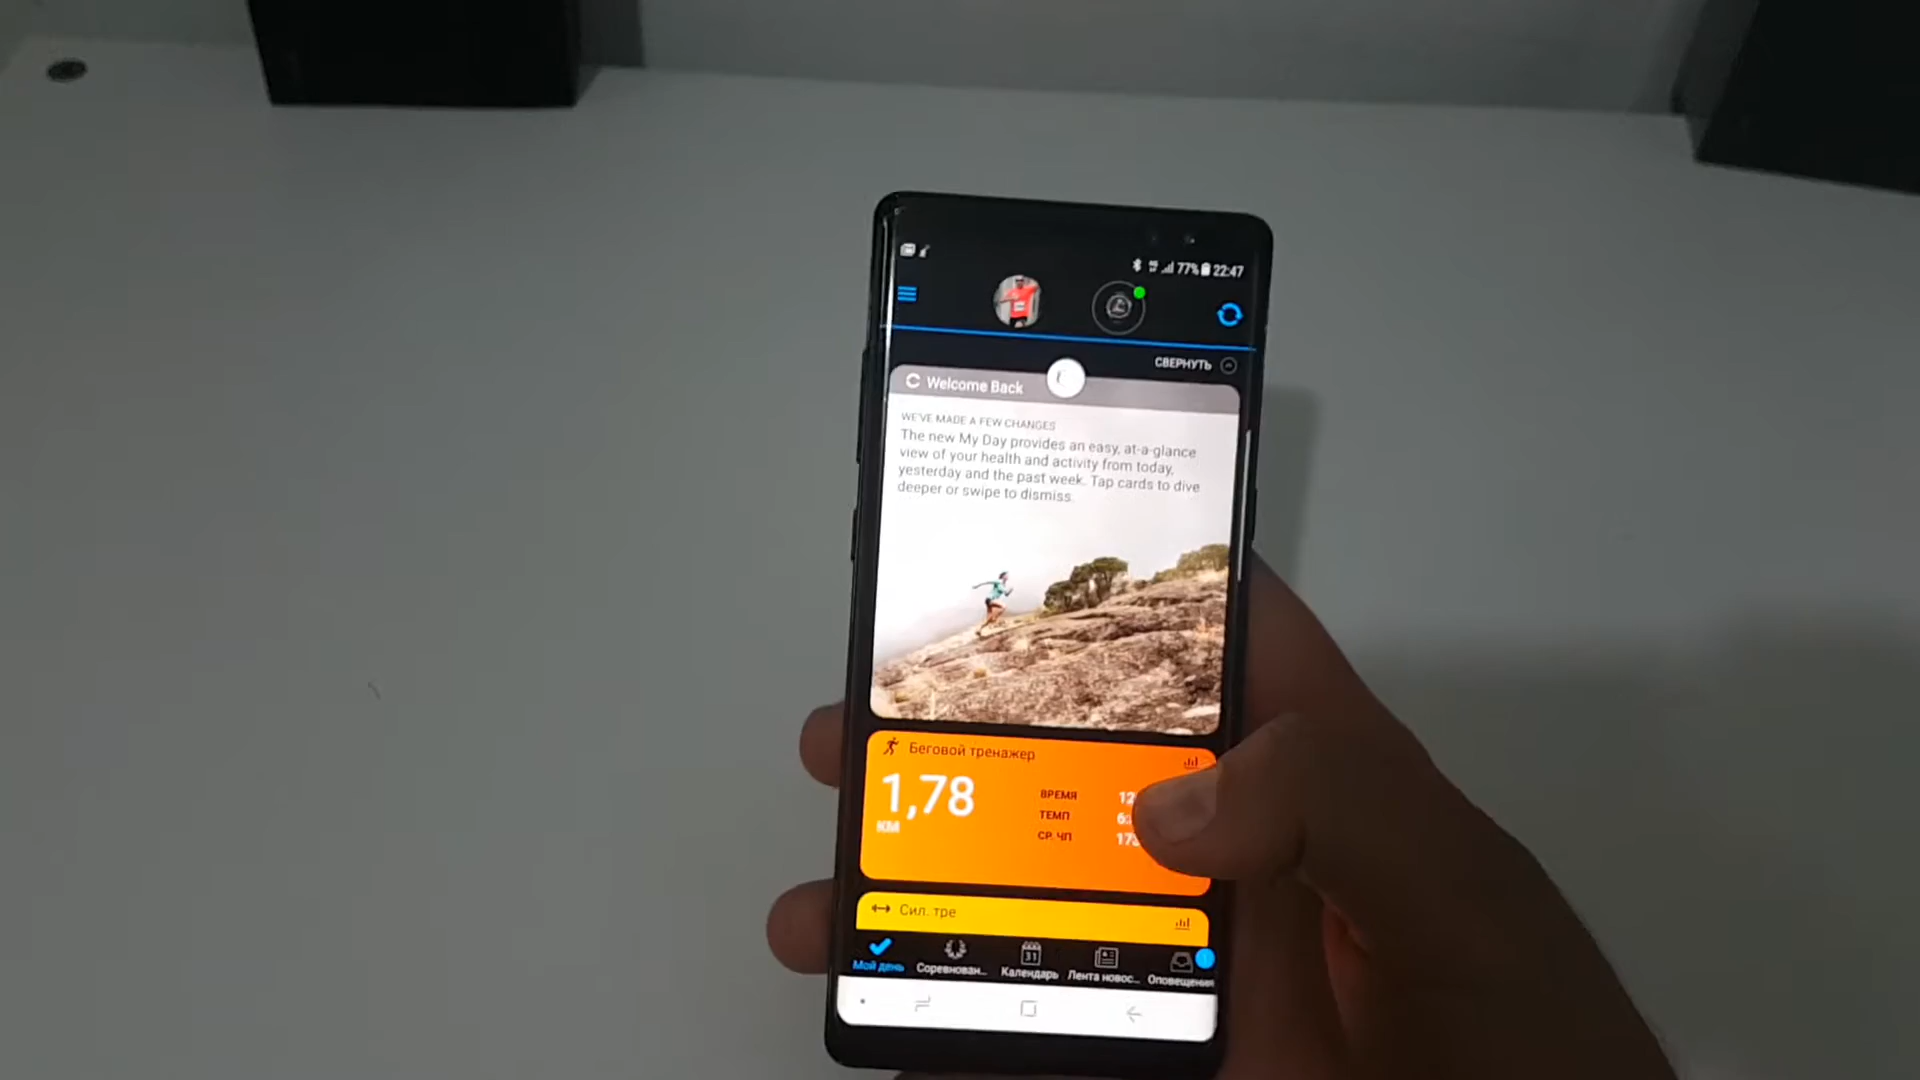 77% 22:47
СВЕРНУТЬ
Welcome Back
WE'VE MADE A FEW CHANGES
The new My Day provides an easy, at-a-glance
view of your health and activity from today,
yesterday and the past week. Tap cards to dive
deeper or swipe to dismiss.
Беговой тренажер
1,78
КМ
ВРЕМЯ 12
ТЕМП 6:
СР. ЧП 173
Сил. тре
31
Мой день Соревнован... Календарь Лента новос... Оповещения